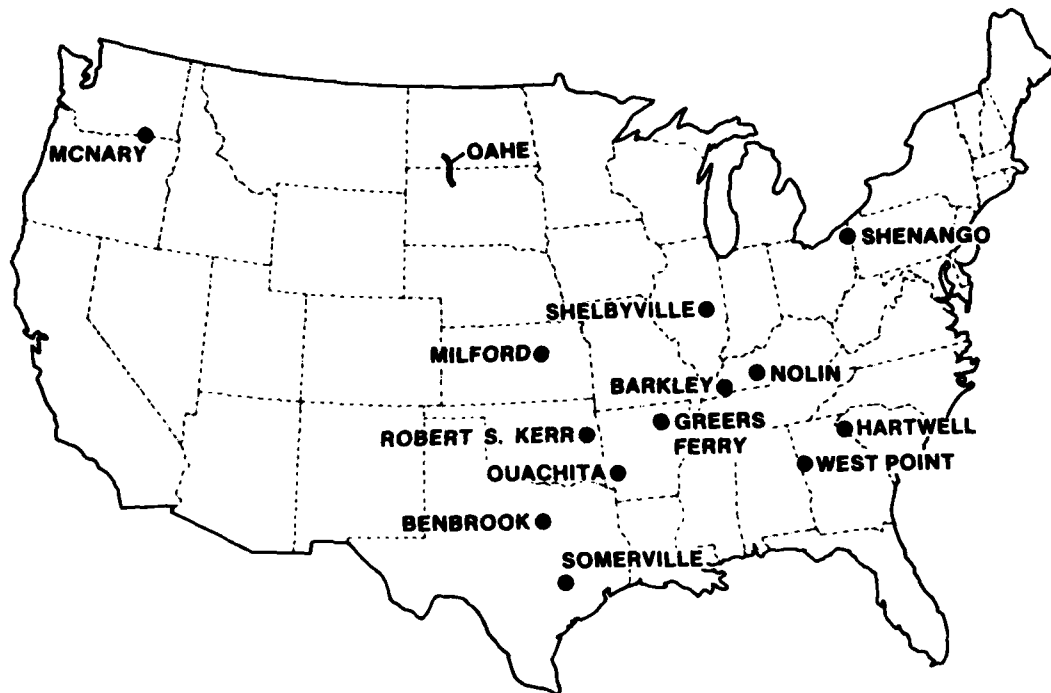 MCNARY
OAHE
SHENANGO
SHELBYVILLE
MILFORD
NOLIN
BARKLEY
GREERS
FERRY
HARTWELL
ROBERT S. KERR
WEST POINT
OUACHITA
BENBROOK
SOMERVILLE